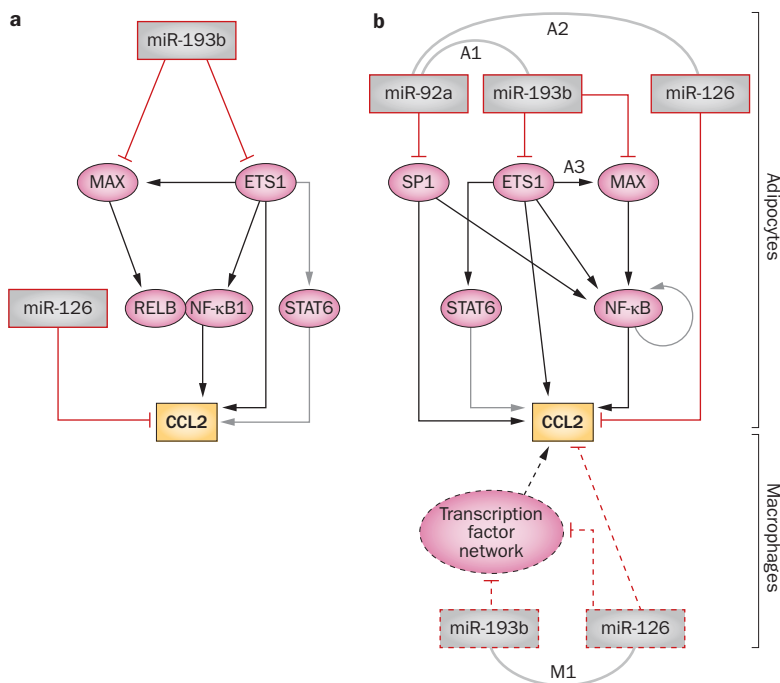 a
miR-193b
MAX
ETS1
miR-126
RELB
NF-κB1
STAT6
CCL2
b
A2
A1
miR-92a
miR-193b
miR-126
SP1
ETS1
A3
MAX
STAT6
NF-κB
CCL2
Adipocytes
Transcription
factor
network
miR-193b
miR-126
M1
Macrophages